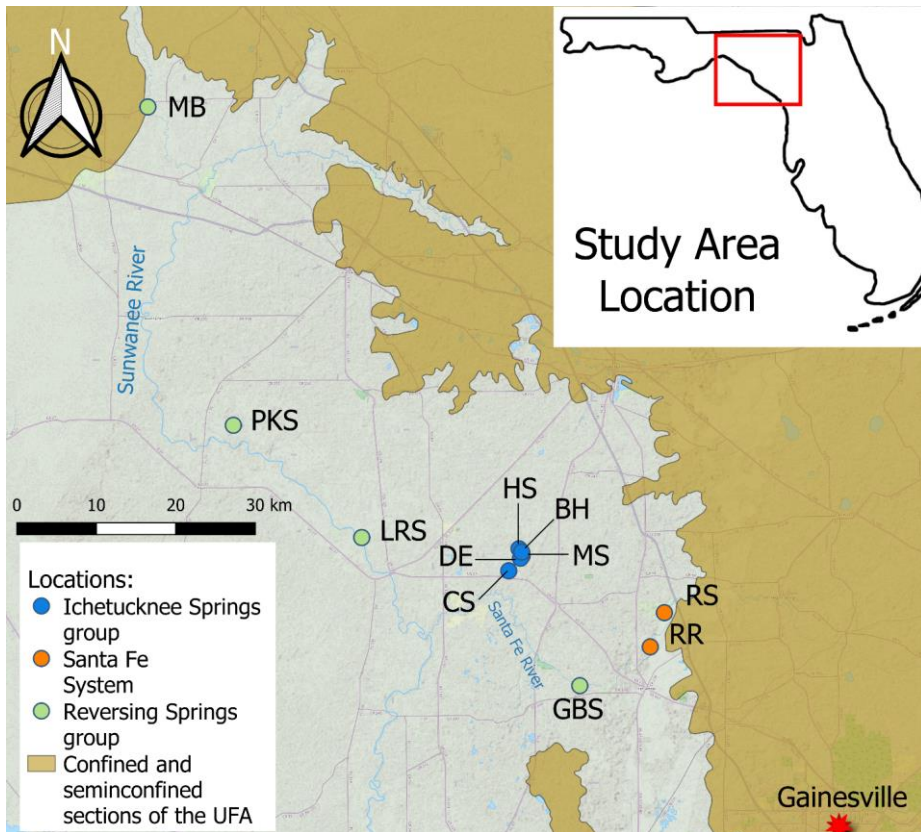 N
MB
Study Area
Location
Sunwanee River
PKS
0 10 20 30 km
HS
BH
LRS
DE
MS
CS
Santa Fe River
RS
RR
GBS
Locations:
Ichetucknee Springs
group
Santa Fe
System
Reversing Springs
group
Confined and
seminconfined
sections of the UFA
Gainesville